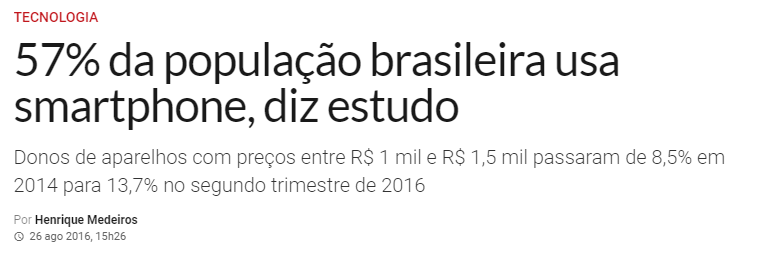 TECNOLOGIA
57% da população brasileira usa
smartphone, diz estudo
Donos de aparelhos com preços entre R$ 1 mil e R$ 1,5 mil passaram de 8,5% em
2014 para 13,7% no segundo trimestre de 2016
Por Henrique Medeiros
26 ago 2016, 15h26